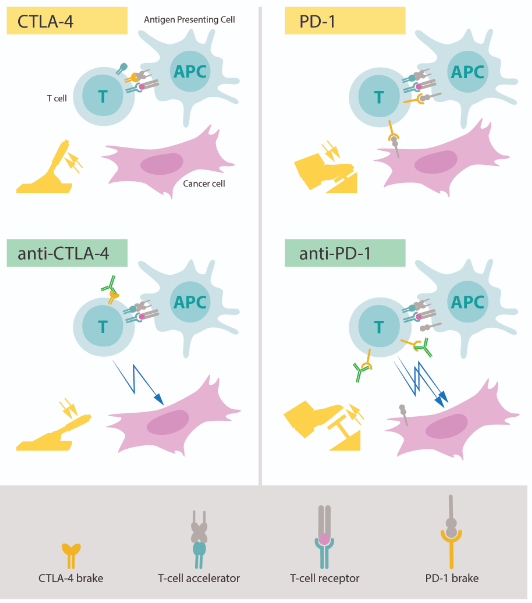 CTLA-4
PD-1
Antigen Presenting Cell
APC
T cell
T
Cancer cell
APC
T
anti-CTLA-4
anti-PD-1
APC
T
APC
T
CTLA-4 brake
T-cell accelerator
T-cell receptor
PD-1 brake